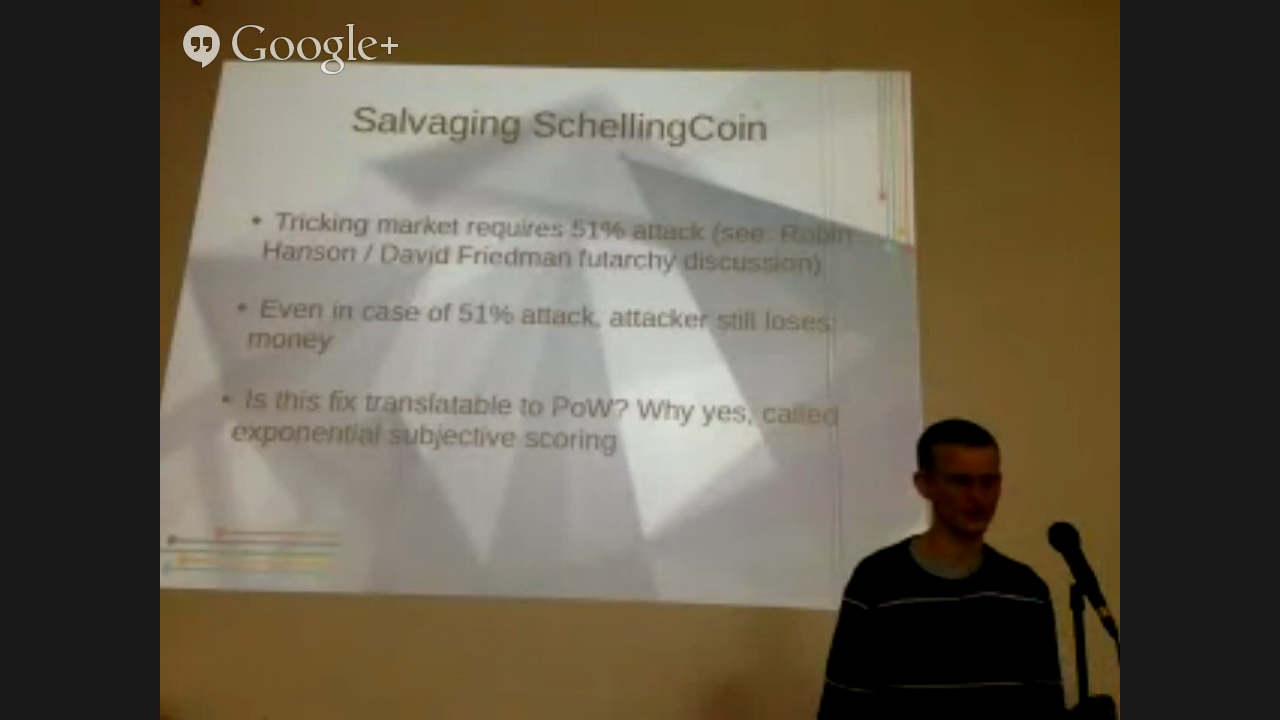 Google+
Salvaging SchellingCoin
• Tricking market requires 51% attack (see: Robin
Hanson / David Friedman futarchy discussion)
• Even in case of 51% attack, attacker still loses
money
• Is this fix translatable to PoW? Why yes, called
exponential subjective scoring